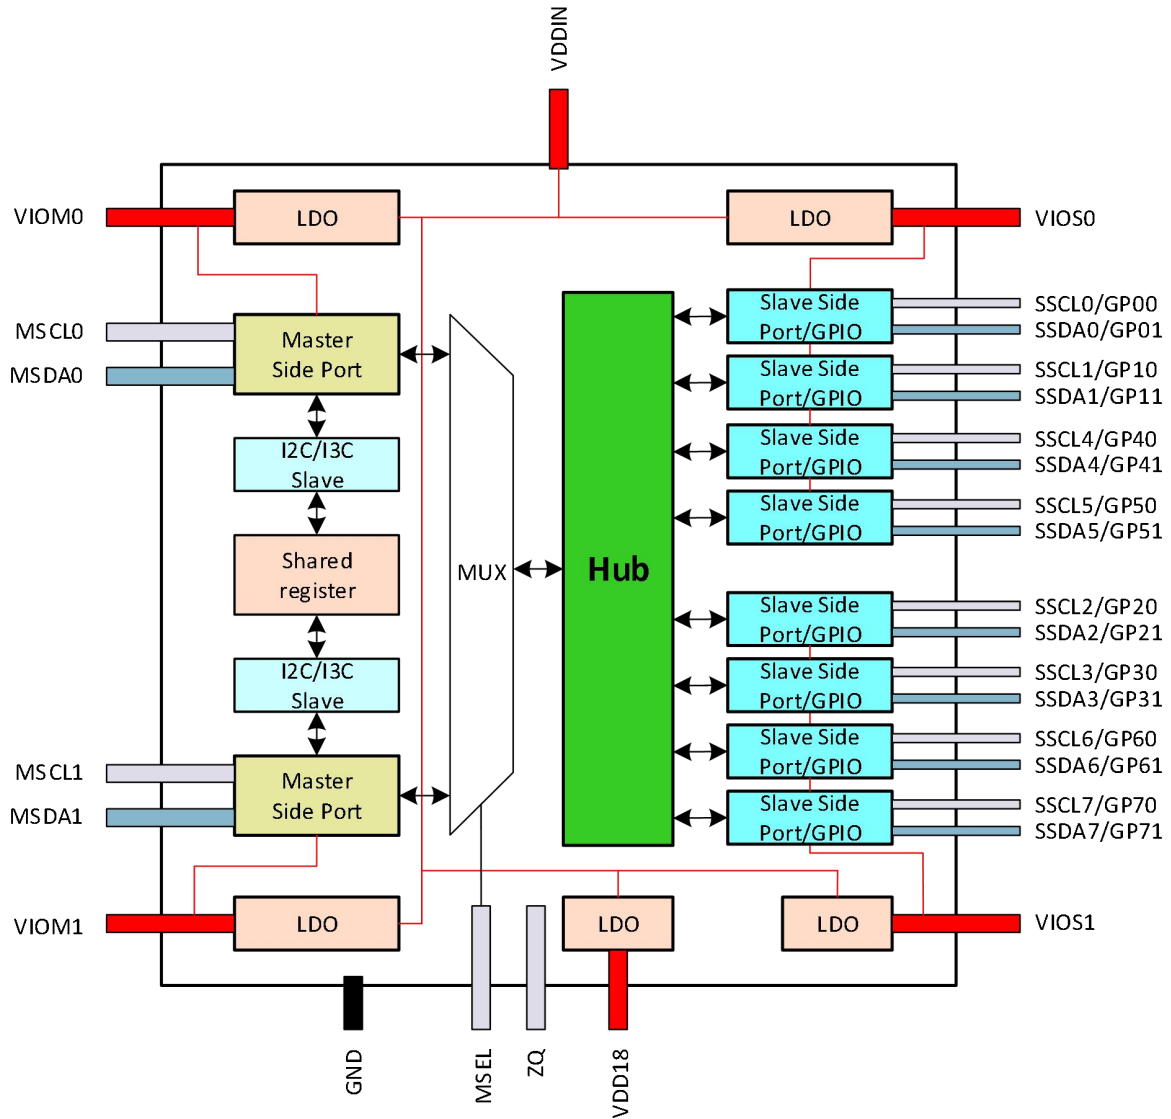 VDDIN
VIOM0
LDO
LDO
VIOS0
MSCL0
MSDA0
Master
Side Port
Slave Side
Port/GPIO
SSCL0/GP00
SSDA0/GP01
Slave Side
Port/GPIO
SSCL1/GP10
SSDA1/GP11
I2C/I3C
Slave
Slave Side
Port/GPIO
SSCL4/GP40
SSDA4/GP41
Slave Side
Port/GPIO
SSCL5/GP50
SSDA5/GP51
Shared
register
MUX
Hub
Slave Side
Port/GPIO
SSCL2/GP20
SSDA2/GP21
I2C/I3C
Slave
Slave Side
Port/GPIO
SSCL3/GP30
SSDA3/GP31
Slave Side
Port/GPIO
SSCL6/GP60
SSDA6/GP61
MSCL1
MSDA1
Master
Side Port
Slave Side
Port/GPIO
SSCL7/GP70
SSDA7/GP71
VIOM1
LDO
LDO
LDO
VIOS1
GND
MSEL
ZQ
VDD18